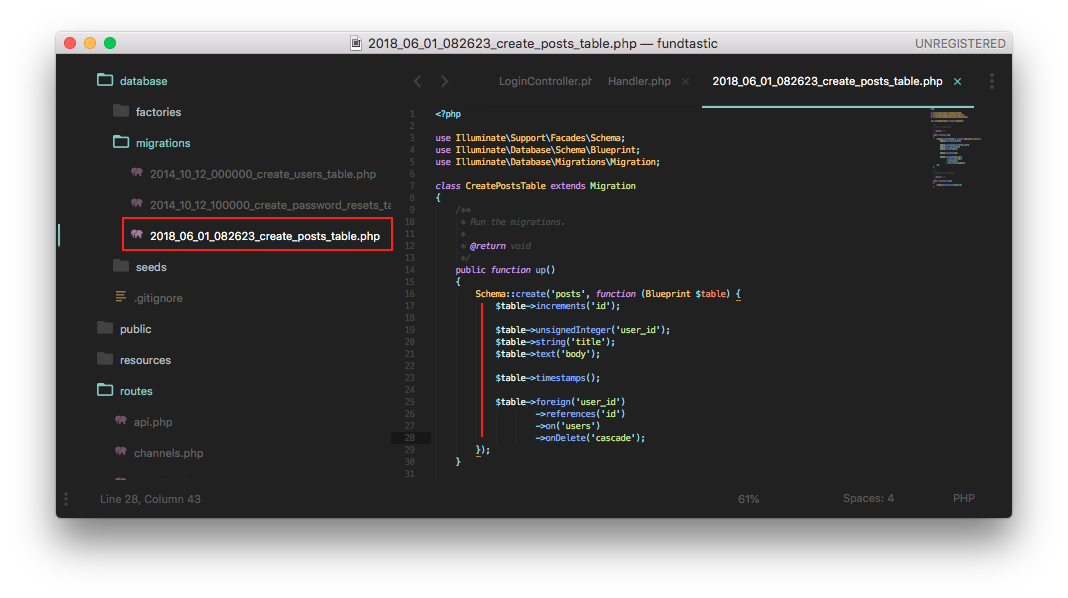 2018_06_01_082623_create_posts_table.php — fundtastic
UNREGISTERED
database
factories
migrations
2014_10_12_000000_create_users_table.php
2014_10_12_100000_create_password_resets_ta
2018_06_01_082623_create_posts_table.php
seeds
.gitignore
public
resources
routes
api.php
channels.php
LoginController.ph
Handler.php ×
2018_06_01_082623_create_posts_table.php ×
1 <?php
2
3 use Illuminate\Support\Facades\Schema;
4 use Illuminate\Database\Schema\Blueprint;
5 use Illuminate\Database\Migrations\Migration;
6
7 class CreatePostsTable extends Migration
8 {
9 /**
10 * Run the migrations.
11 *
12 * @return void
13 */
14 public function up()
15 {
16 Schema::create('posts', function (Blueprint $table) {
17 $table->increments('id');
18
19 $table->unsignedInteger('user_id');
20 $table->string('title');
21 $table->text('body');
22
23 $table->timestamps();
24
25 $table->foreign('user_id')
26 ->references('id')
27 ->on('users')
28 ->onDelete('cascade');
29 });
30 }
31
Line 28, Column 43
61%
Spaces: 4
PHP